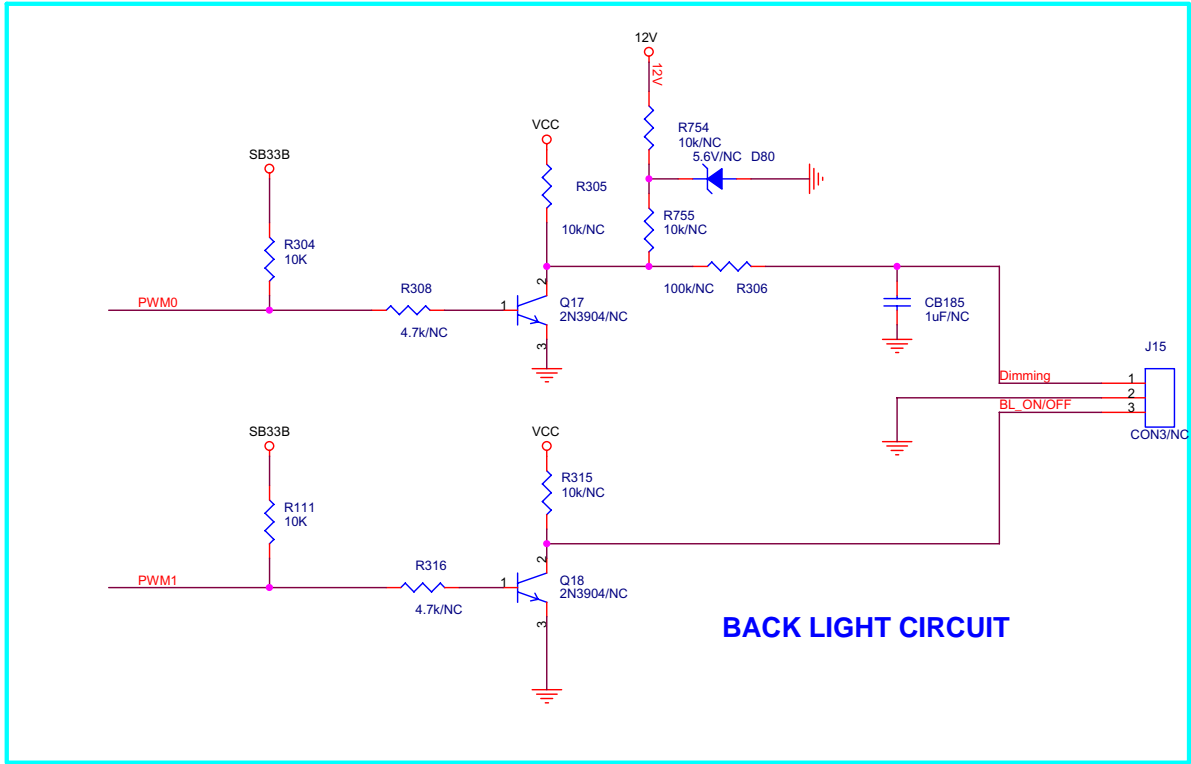 12V
12V
R754
10k/NC
5.6V/NC D80
VCC
R305
10k/NC
SB33B
R755
10k/NC
R304
10K
2
100k/NC R306
PWM0
R308
4.7k/NC
1
Q17
2N3904/NC
3
CB185
1uF/NC
J15
Dimming
1
2
BL_ON/OFF
3
CON3/NC
SB33B
VCC
R315
10k/NC
R111
10K
2
PWM1
R316
4.7k/NC
1
Q18
2N3904/NC
3
BACK LIGHT CIRCUIT